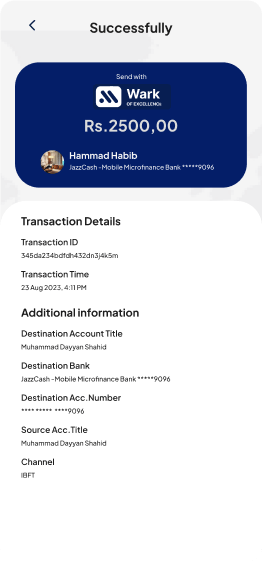 Successfully
Send with
Wark
OF EXCELLENCe
Rs.2500,00
Hammad Habib
JazzCash -Mobile Microfinance Bank *****9096
Transaction Details
Transaction ID
345da234bdfdh432dn3j4k5m
Transaction Time
23 Aug 2023, 4:11 PM
Additional information
Destination Account Title
Muhammad Dayyan Shahid
Destination Bank
JazzCash -Mobile Microfinance Bank *****9096
Destination Acc.Number
**** ***** ****9096
Source Acc.Title
Muhammad Dayyan Shahid
Channel
IBFT